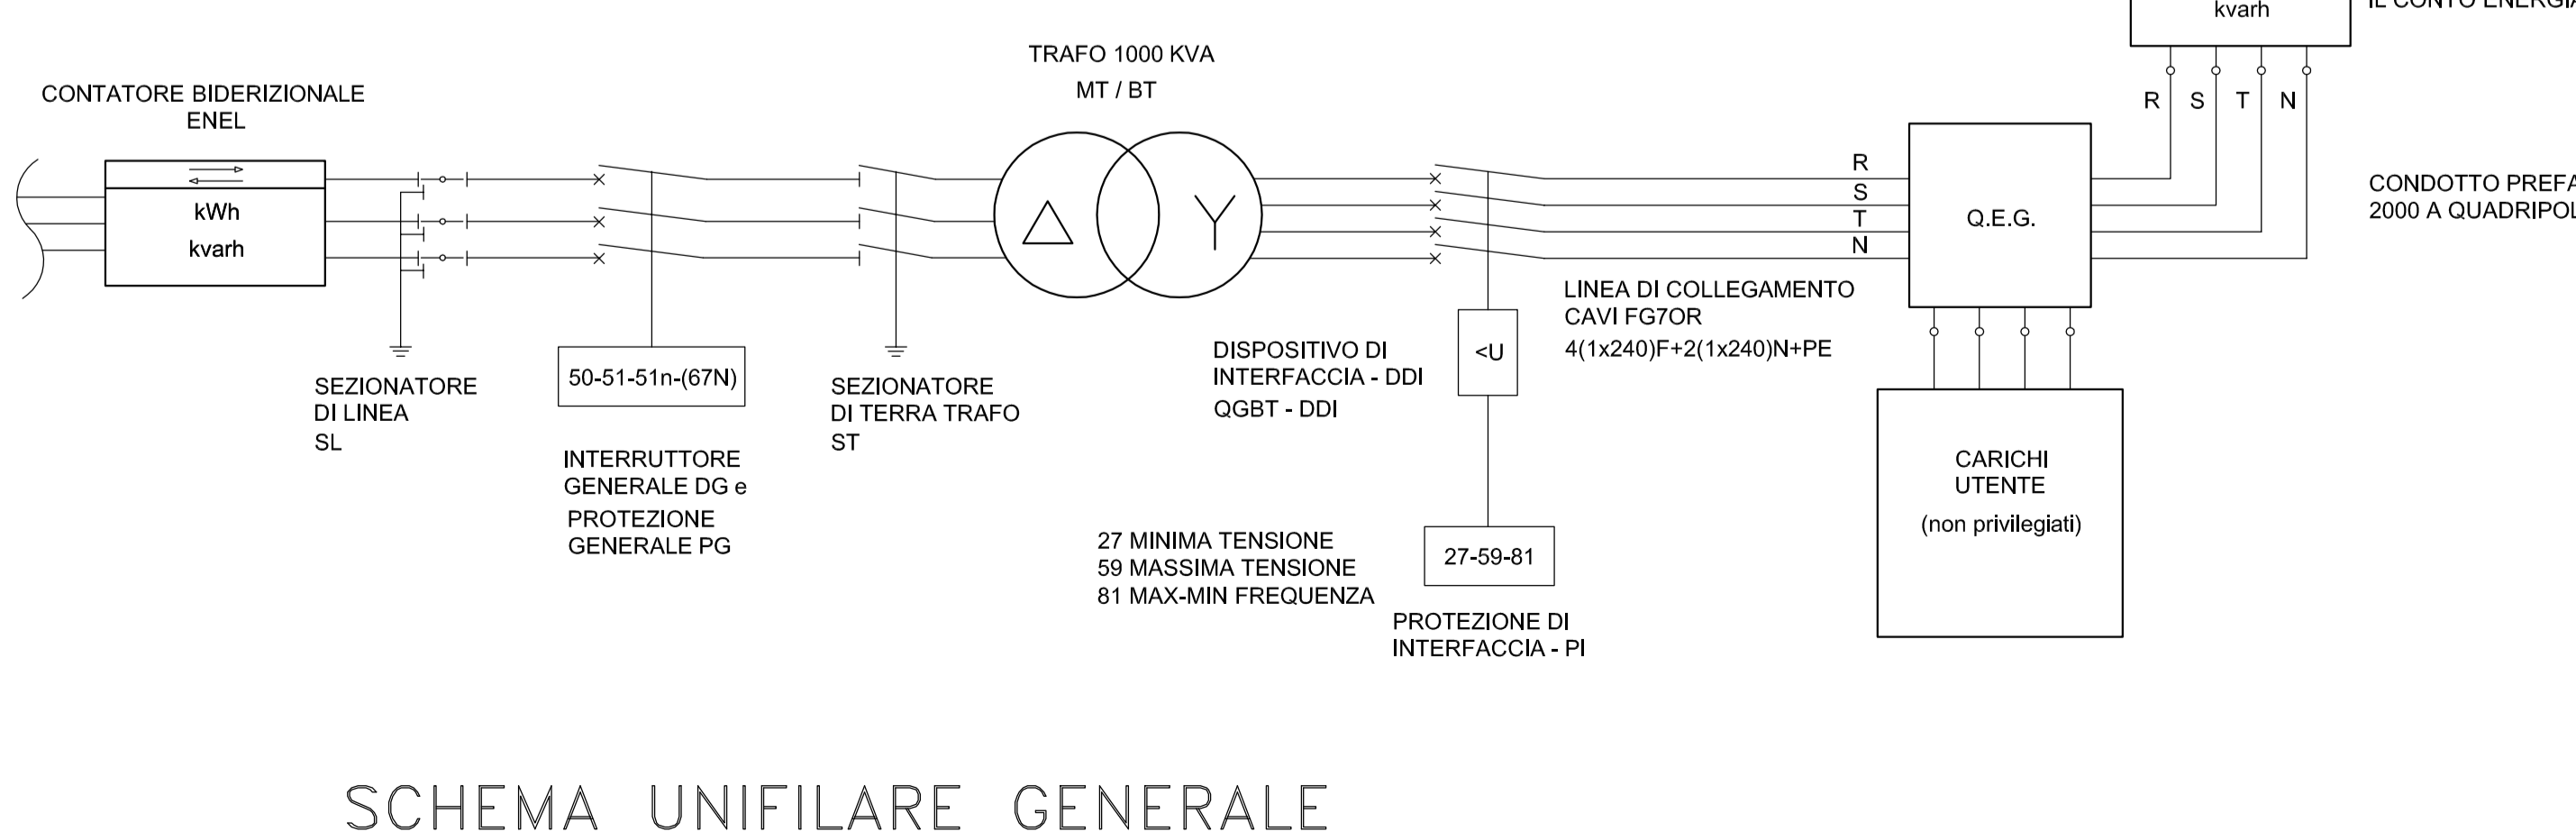 kvarh
IL CONTO ENERGIA
TRAFO 1000 KVA
MT / BT
CONTATORE BIDERIZIONALE
ENEL
kWh
kvarh
R S T N
R
S
T
N
Q.E.G.
CONDOTTO PREFA
2000 A QUADRIPOL
LINEA DI COLLEGAMENTO
CAVI FG7OR
4(1x240)F+2(1x240)N+PE
<U
DISPOSITIVO DI
INTERFACCIA - DDI
QGBT - DDI
50-51-51n-(67N)
SEZIONATORE
DI LINEA
SL
SEZIONATORE
DI TERRA TRAFO
ST
INTERRUTTORE
GENERALE DG e
PROTEZIONE
GENERALE PG
CARICHI
UTENTE
(non privilegiati)
27 MINIMA TENSIONE
59 MASSIMA TENSIONE
81 MAX-MIN FREQUENZA
27-59-81
PROTEZIONE DI
INTERFACCIA - PI
SCHEMA UNIFILARE GENERALE